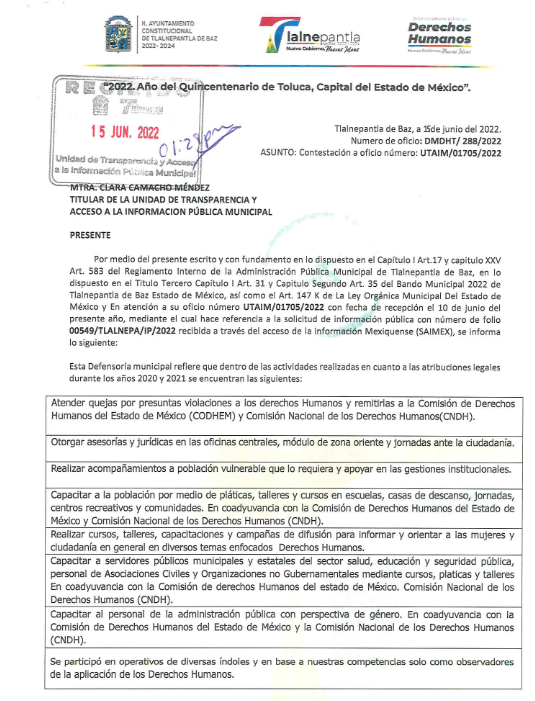 H. AYUNTAMIENTO
CONSTITUCIONAL
DE TLALNEPANTLA DE BAZ
2022- 2024
Tlalnepantla
Nuevo Gobierno, Nuevas Ideas
Derechos
Humanos
Nuevo Gobierno, Nuevas Ideas
"2022. Año del Quincentenario de Toluca, Capital del Estado de México".
15 JUN. 2022
01:28pm
Unidad de Transparencia y Acceso
a la Información Pública Municipal
Tlalnepantla de Baz, a 15de junio del 2022.
Numero de oficio: DMDHT/ 288/2022
ASUNTO: Contestación a oficio número: UTAIM/01705/2022
MTRA. CLARA CAMACHO MÉNDEZ
TITULAR DE LA UNIDAD DE TRANSPARENCIA Y
ACCESO A LA INFORMACION PÚBLICA MUNICIPAL
PRESENTE
Por medio del presente escrito y con fundamento en lo dispuesto en el Capítulo I Art.17 y capitulo XXV
Art. 583 del Reglamento Interno de la Administración Pública Municipal de Tlalnepantla de Baz, en lo
dispuesto en el Titulo Tercero Capítulo I Art. 31 y Capitulo Segundo Art. 35 del Bando Municipal 2022 de
Tlalnepantla de Baz Estado de México, así como el Art. 147 K de La Ley Orgánica Municipal Del Estado de
México y En atención a su oficio número UTAIM/01705/2022 con fecha de recepción el 10 de junio del
presente año, mediante el cual hace referencia a la solicitud de información pública con número de folio
00549/TLALNEPA/IP/2022 recibida a través del acceso de la Información Mexiquense (SAIMEX), se informa
lo siguiente:
Esta Defensoría municipal refiere que dentro de las actividades realizadas en cuanto a las atribuciones legales
durante los años 2020 y 2021 se encuentran las siguientes:
Atender quejas por presuntas violaciones a los derechos Humanos y remitirlas a la Comisión de Derechos
Humanos del Estado de México (CODHEM) y Comisión Nacional de los Derechos Humanos(CNDH).
Otorgar asesorías y jurídicas en las oficinas centrales, módulo de zona oriente y jornadas ante la ciudadanía.
Realizar acompañamientos a población vulnerable que lo requiera y apoyar en las gestiones institucionales.
Capacitar a la población por medio de pláticas, talleres y cursos en escuelas, casas de descanso, jornadas,
centros recreativos y comunidades. En coadyuvancia con la Comisión de Derechos Humanos del Estado de
México y Comisión Nacional de los Derechos Humanos (CNDH).
Realizar cursos, talleres, capacitaciones y campañas de difusión para informar y orientar a las mujeres y
ciudadanía en general en diversos temas enfocados Derechos Humanos.
Capacitar a servidores públicos municipales y estatales del sector salud, educación y seguridad pública,
personal de Asociaciones Civiles y Organizaciones no Gubernamentales mediante cursos, platicas y talleres
En coadyuvancia con la Comisión de derechos Humanos del estado de México. Comisión Nacional de los
Derechos Humanos (CNDH).
Capacitar al personal de la administración pública con perspectiva de género. En coadyuvancia con la
Comisión de Derechos Humanos del Estado de México y la Comisión Nacional de los Derechos Humanos
(CNDH).
Se participó en operativos de diversas índoles y en base a nuestras competencias solo como observadores
de la aplicación de los Derechos Humanos.